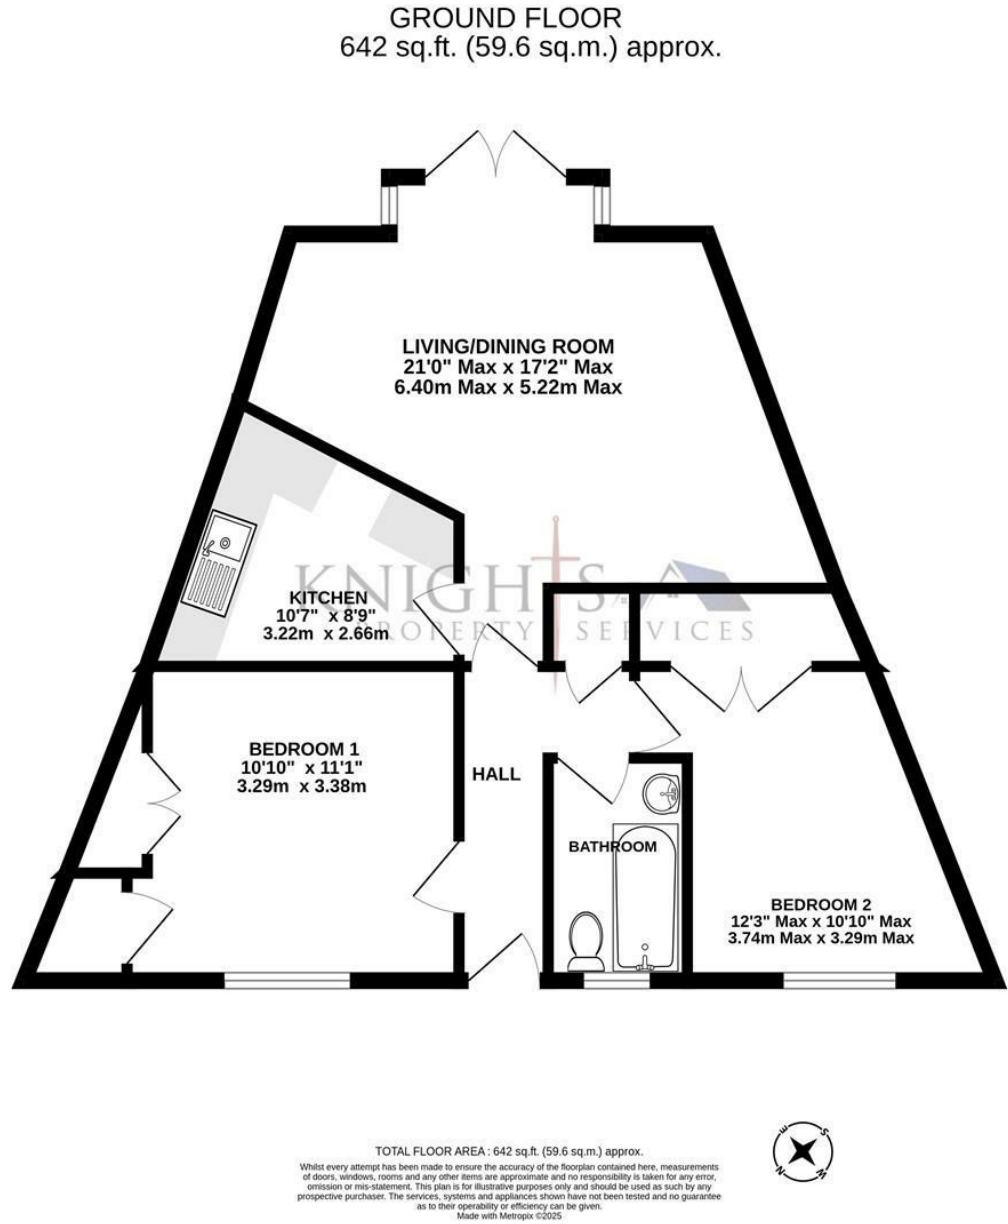 GROUND FLOOR
642 sq.ft. (59.6 sq.m.) approx.
LIVING/DINING ROOM
21'0" Max x 17'2" Max
6.40m Max x 5.22m Max
KNIGHTS
PROPERTY SERVICES
KITCHEN
10'7" x 8'9"
3.22m x 2.66m
BEDROOM 1
10'10" x 11'1"
3.29m x 3.38m
HALL
BATHROOM
BEDROOM 2
12'3" Max x 10'10" Max
3.74m Max x 3.29m Max
TOTAL FLOOR AREA : 642 sq.ft. (59.6 sq.m.) approx.
Whilst every attempt has been made to ensure the accuracy of the floorplan contained here, measurements
of doors, windows, rooms and any other items are approximate and no responsibility is taken for any error,
omission or mis-statement. This plan is for illustrative purposes only and should be used as such by any
prospective purchaser. The services, systems and appliances shown have not been tested and no guarantee
as to their operability or efficiency can be given.
Made with Metropix ©2025
E
S
N
W